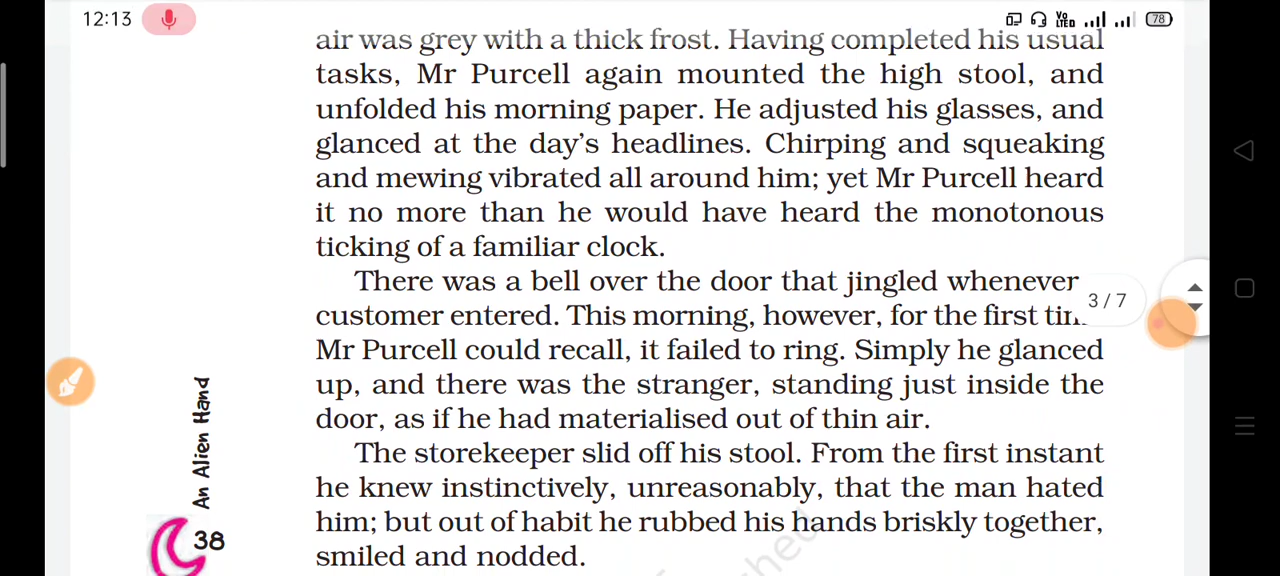 12:13
Vo LTE D 78
air was grey with a thick frost. Having completed his usual
tasks, Mr Purcell again mounted the high stool, and
unfolded his morning paper. He adjusted his glasses, and
glanced at the day's headlines. Chirping and squeaking
and mewing vibrated all around him; yet Mr Purcell heard
it no more than he would have heard the monotonous
ticking of a familiar clock.
There was a bell over the door that jingled whenever
3 / 7
customer entered. This morning, however, for the first
Mr Purcell could recall, it failed to ring. Simply he glanced
up, and there was the stranger, standing just inside the
door, as if he had materialised out of thin air.
The storekeeper slid off his stool. From the first instant
he knew instinctively, unreasonably, that the man hated
him; but out of habit he rubbed his hands briskly together,
smiled and nodded.
An Alien Hand
38